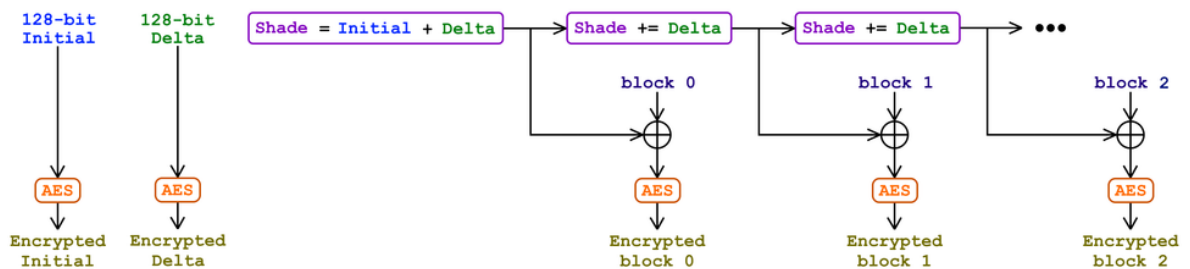 128-bit
Initial
128-bit
Delta
Shade = Initial + Delta
Shade += Delta
Shade += Delta
•••
block 0
block 1
block 2
AES
AES
AES
AES
AES
Encrypted
Initial
Encrypted
Delta
Encrypted
block 0
Encrypted
block 1
Encrypted
block 2